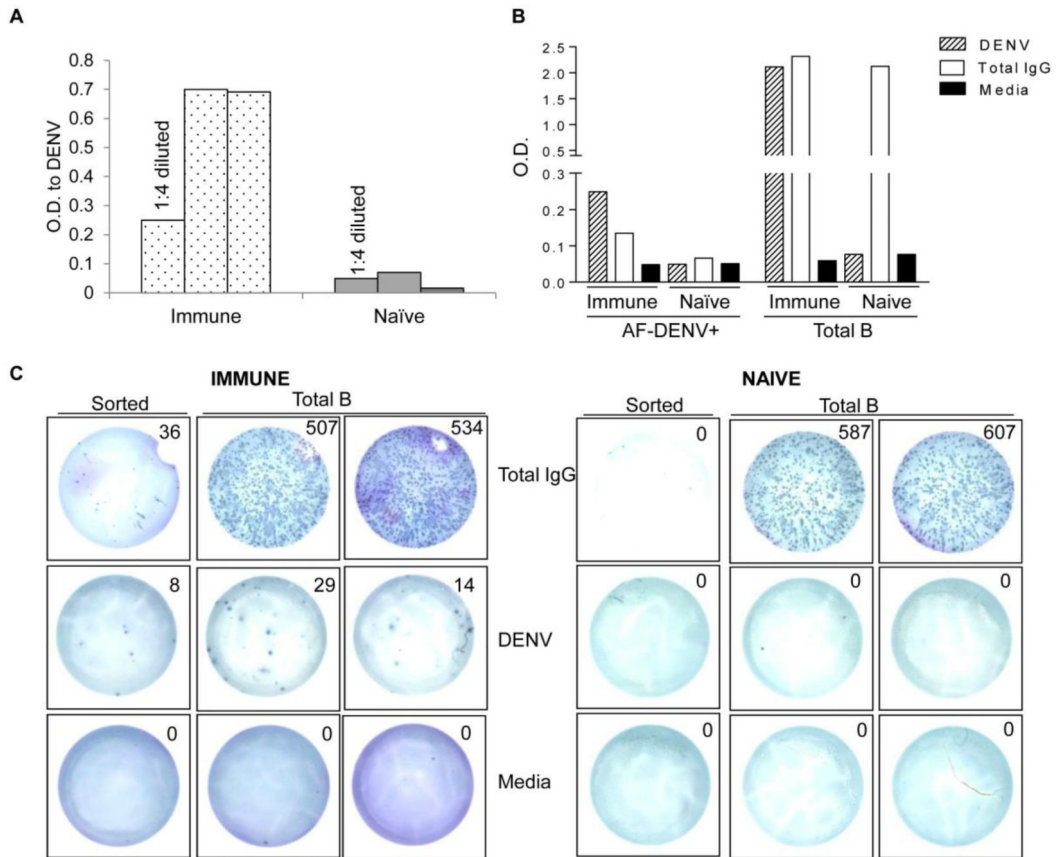 A
O.D. to DENV
0.8
0.7
0.6
0.5
0.4
0.3
0.2
0.1
0
1:4 diluted
1:4 diluted
Immune
Naïve
B
O.D.
2.5
2.0
1.5
1.0
0.5
0.3
0.2
0.1
0.0
DENV
Total IgG
Media
Immune Naïve Immune Naive
AF-DENV+ Total B
C
IMMUNE
Sorted Total B
36 507 534
8 29 14
0 0 0
Total IgG
DENV
Media
NAIVE
Sorted Total B
0 587 607
0 0 0
0 0 0